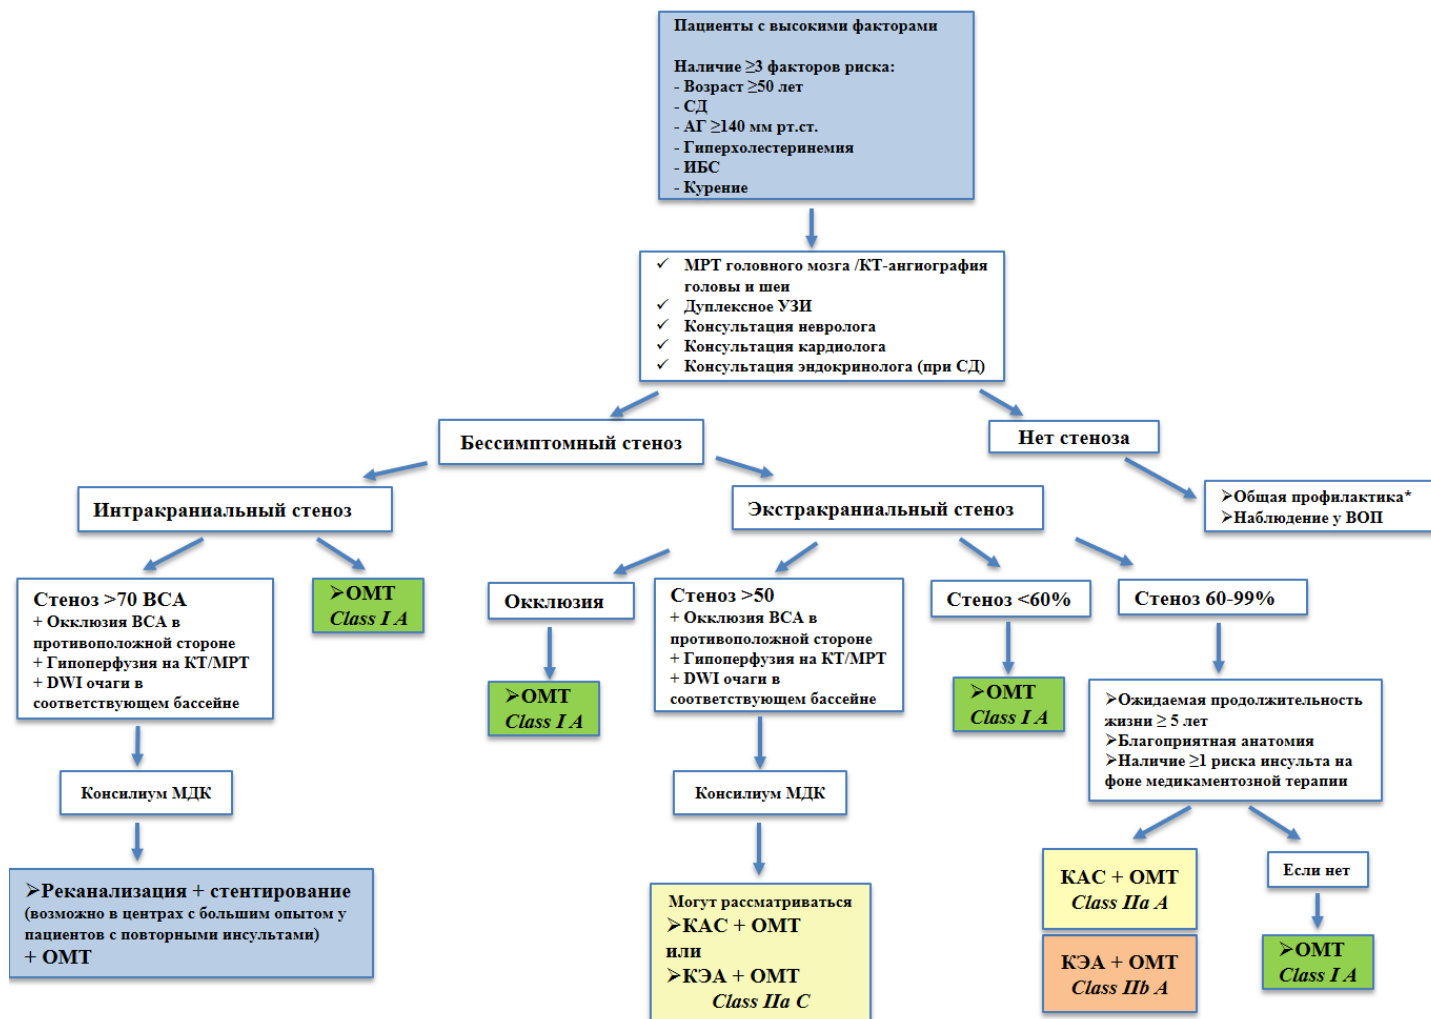 Пациенты с высокими факторами
Наличие ≥3 факторов риска:
- Возраст ≥50 лет
- СД
- АГ ≥140 мм рт.ст.
- Гиперхолестеринемия
- ИБС
- Курение
✓ МРТ головного мозга /КТ-ангиография
головы и шеи
✓ Дуплексное УЗИ
✓ Консультация невролога
✓ Консультация кардиолога
✓ Консультация эндокринолога (при СД)
Бессимптомный стеноз
Нет стеноза
➢Общая профилактика*
➢Наблюдение у ВОП
Интракраниальный стеноз
Экстракраниальный стеноз
Стеноз >70 ВСА
+ Окклюзия ВСА в
противоположной стороне
+ Гипоперфузия на КТ/МРТ
+ DWI очаги в
соответствующем бассейне
➢ОМТ
Class I A
Окклюзия
➢ОМТ
Class I A
Стеноз >50
+ Окклюзия ВСА в
противоположной стороне
+ Гипоперфузия на КТ/МРТ
+ DWI очаги в
соответствующем бассейне
Стеноз <60%
➢ОМТ
Class I A
Стеноз 60-99%
➢Ожидаемая продолжительность
жизни ≥ 5 лет
➢Благоприятная анатомия
➢Наличие ≥1 риска инсульта на
фоне медикаментозной терапии
Консилиум МДК
Консилиум МДК
➢Реканализация + стентирование
(возможно в центрах с большим опытом у
пациентов с повторными инсультами)
+ ОМТ
Могут рассматриваться
➢КАС + ОМТ
или
➢КЭА + ОМТ
Class IIa C
КАС + ОМТ
Class IIa A
КЭА + ОМТ
Class IIb A
Если нет
➢ОМТ
Class I A